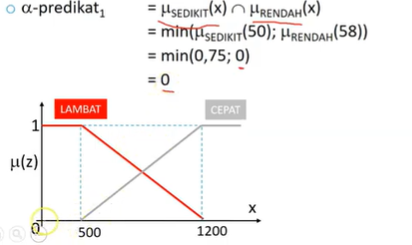 α-predikat₁ = μSEDIKIT(x) ∩ μRENDAH(x)
= min(μSEDIKIT(50); μRENDAH(58))
= min(0,75; 0)
= 0
LAMBAT CEPAT
1
μ(z)
x
0 500 1200